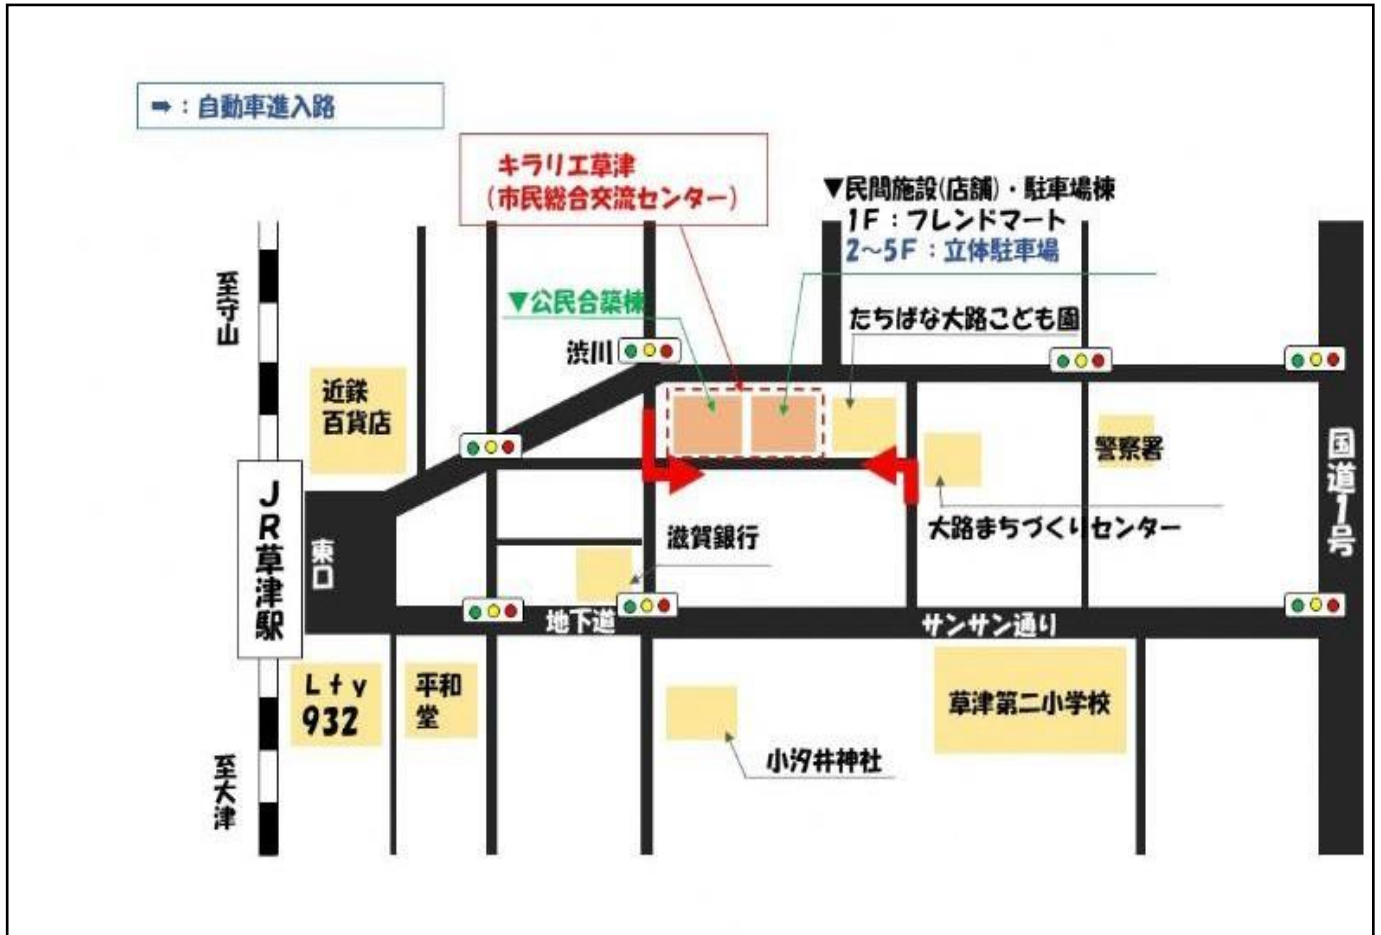 ➡：自動車進入路
キラリエ草津
（市民総合交流センター）
▼民間施設(店舗)・駐車場棟
1F：フレンドマート
2～5F：立体駐車場
▼公民合築棟
たちばな大路こども園
渋川
至守山
近鉄
百貨店
警察署
国道1号
JR草津駅
東口
滋賀銀行
大路まちづくりセンター
地下道
サンサン通り
Lty
932
平和
堂
草津第二小学校
小汐井神社
至大津